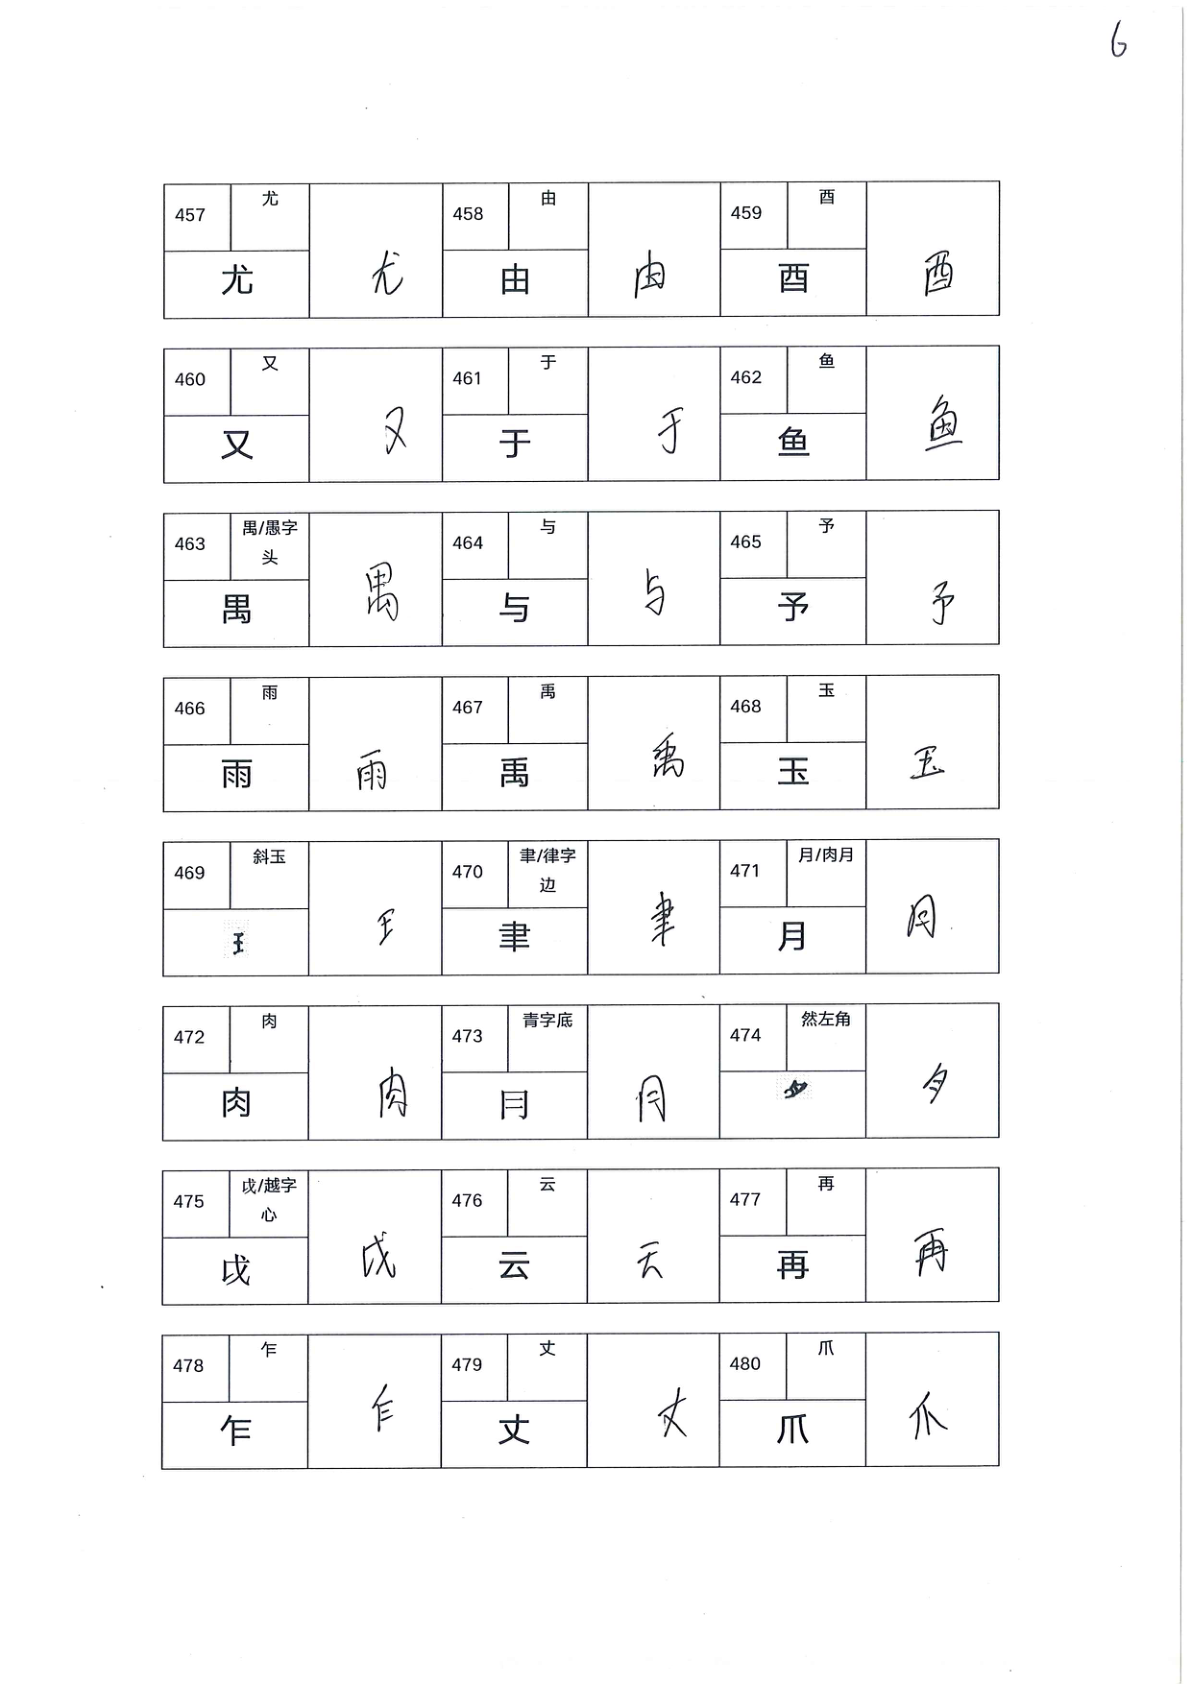 6
457 尤 尤 尤 458 由 由 由 459 酉 酉 酉
460 又 又 又 461 于 于 于 462 鱼 鱼 鱼
463 禺/愚字头 禺 禺 464 与 与 与 465 予 予 予
466 雨 雨 雨 467 禹 禹 禹 468 玉 玉 玉
469 斜玉 𤣩 王 470 聿/律字边 聿 聿 471 月/肉月 月 月
472 肉 肉 肉 473 青字底 円 円 474 然左角
475 戉/越字心 戉 戉 476 云 云 云 477 再 再 再
478 乍 乍 乍 479 丈 丈 丈 480 爪 爪 爪